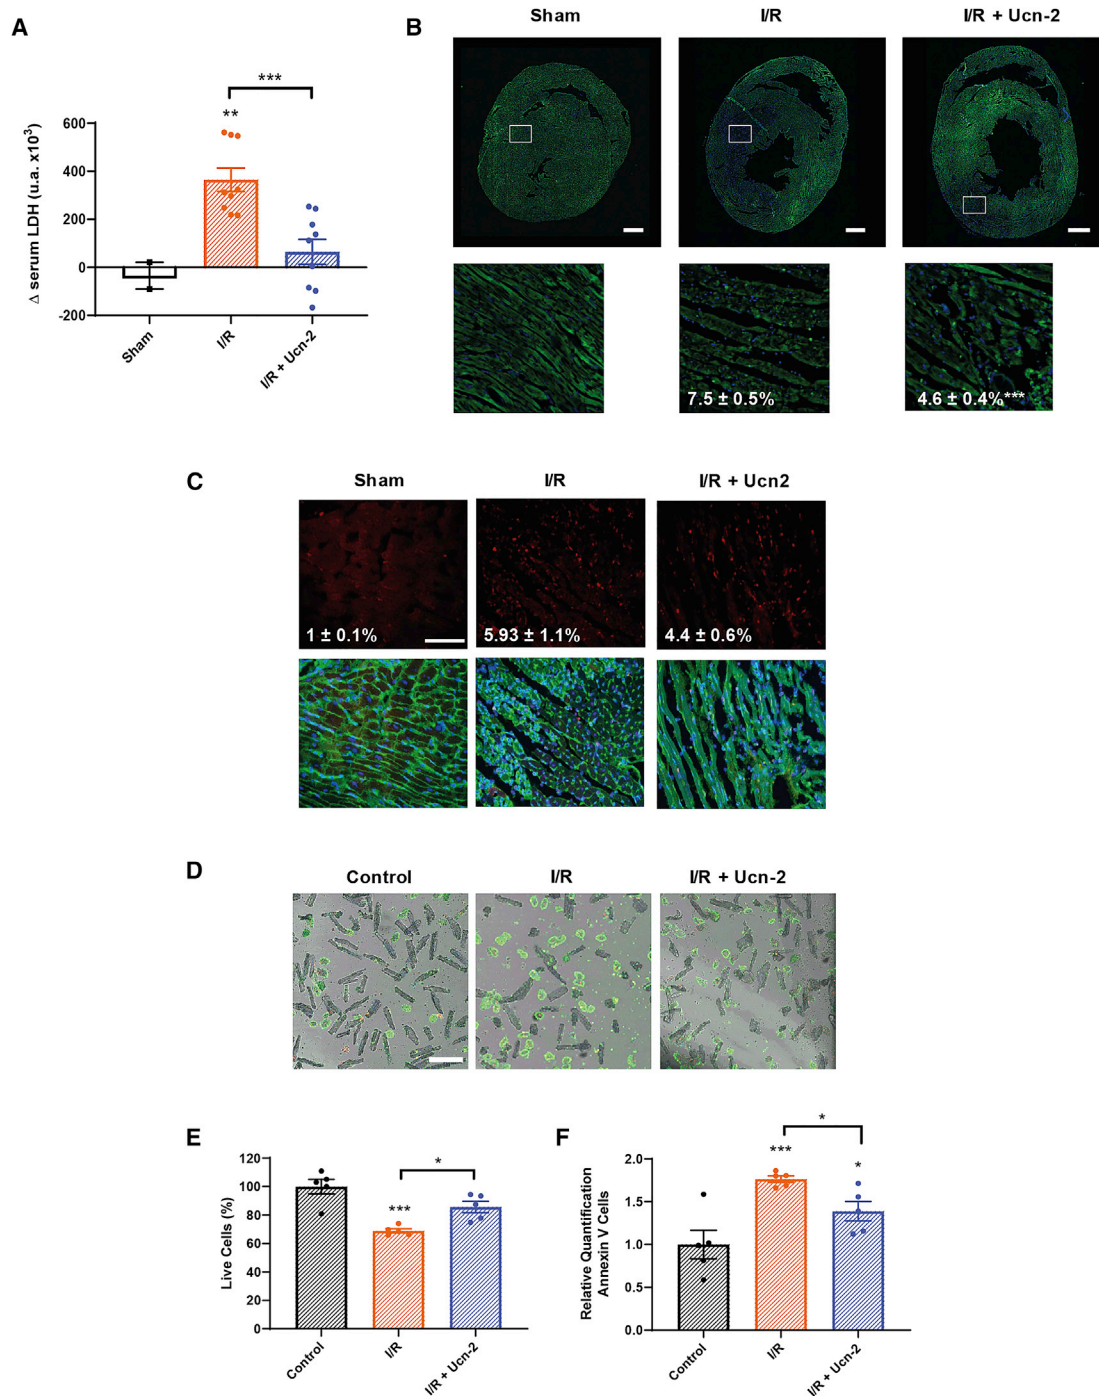 A
***
**
Δ serum LDH (u.a. x10³)
600
400
200
0
-200
Sham
I/R
I/R + Ucn-2
B
Sham
I/R
I/R + Ucn-2
7.5 ± 0.5%
4.6 ± 0.4%***
C
Sham
I/R
I/R + Ucn2
1 ± 0.1%
5.93 ± 1.1%
4.4 ± 0.6%
D
Control
I/R
I/R + Ucn-2
E
*
***
Live Cells (%)
120
100
80
60
40
20
0
Control
I/R
I/R + Ucn-2
F
*
***
*
Relative Quantification
Annexin V Cells
2.0
1.5
1.0
0.5
0.0
Control
I/R
I/R + Ucn-2